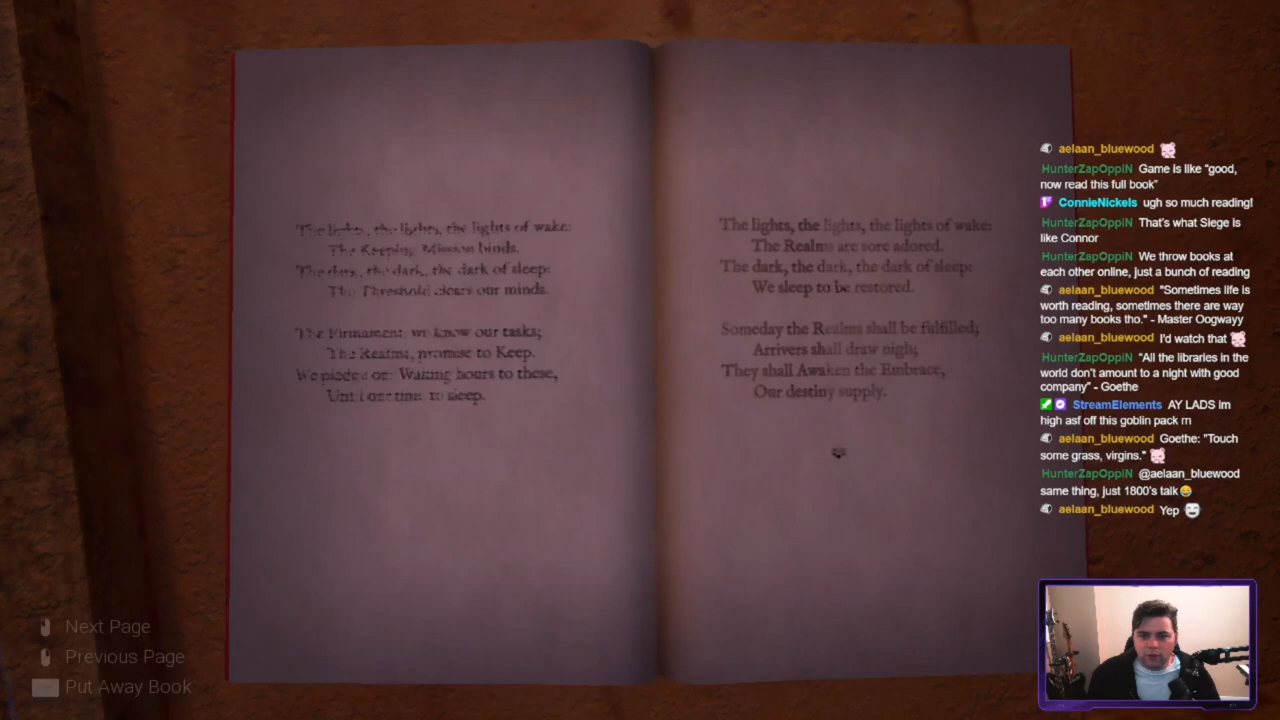 The lights, the lights, the lights of wake:
The Keeping Mission binds.
The dark, the dark, the dark of sleep:
The Threshold clears our minds.
The Firmament, we know our tasks;
The Realms, promise to Keep.
We pledge our Waking hours to these,
Until our time to sleep.
The lights, the lights, the lights of wake:
The Realms are sore adored.
The dark, the dark, the dark of sleep:
We sleep to be restored.
Someday the Realms shall be fulfilled;
Arrivers shall draw nigh;
They shall Awaken the Embrace,
Our destiny supply.
aelaan_bluewood
HunterZapOppiN Game is like "good,
now read this full book"
ConnieNickels ugh so much reading!
HunterZapOppiN That's what Siege is
like Connor
HunterZapOppiN We throw books at
each other online, just a bunch of reading
aelaan_bluewood "Sometimes life is
worth reading, sometimes there are way
too many books tho." - Master Oogwayy
aelaan_bluewood I'd watch that
HunterZapOppiN "All the libraries in the
world don't amount to a night with good
company" - Goethe
StreamElements AY LADS im
high asf off this goblin pack rn
aelaan_bluewood Goethe: "Touch
some grass, virgins."
HunterZapOppiN @aelaan_bluewood
same thing, just 1800's talk😂
aelaan_bluewood Yep
Next Page
Previous Page
Put Away Book